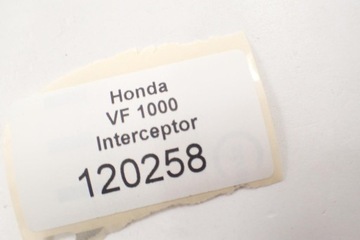 Honda
VF 1000
Interceptor
120258